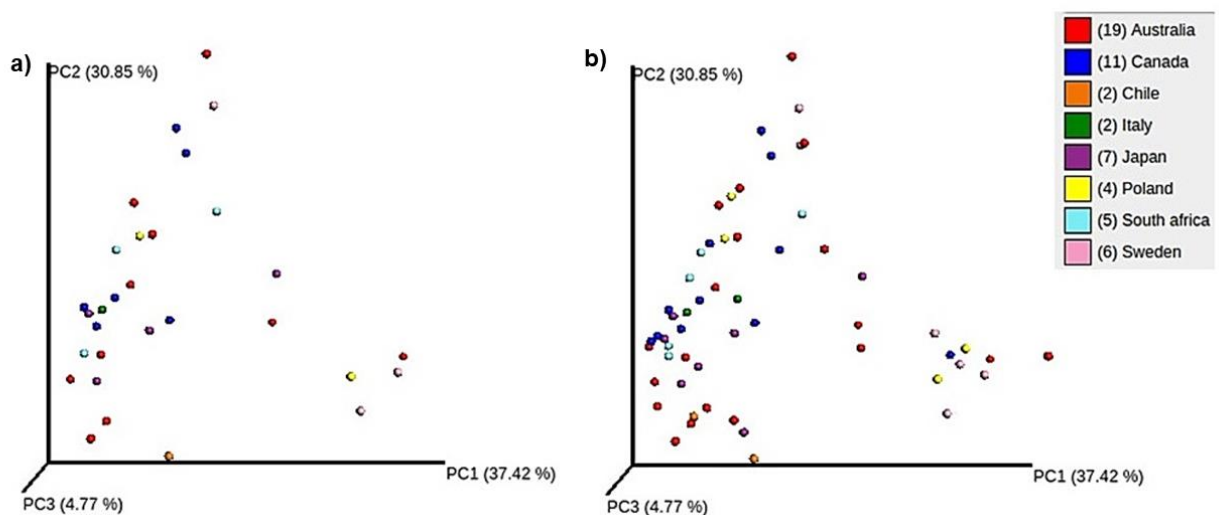 a)
PC2 (30.85 %)
PC1 (37.42 %)
PC3 (4.77 %)
b)
PC2 (30.85 %)
PC1 (37.42 %)
PC3 (4.77 %)
(19) Australia
(11) Canada
(2) Chile
(2) Italy
(7) Japan
(4) Poland
(5) South africa
(6) Sweden